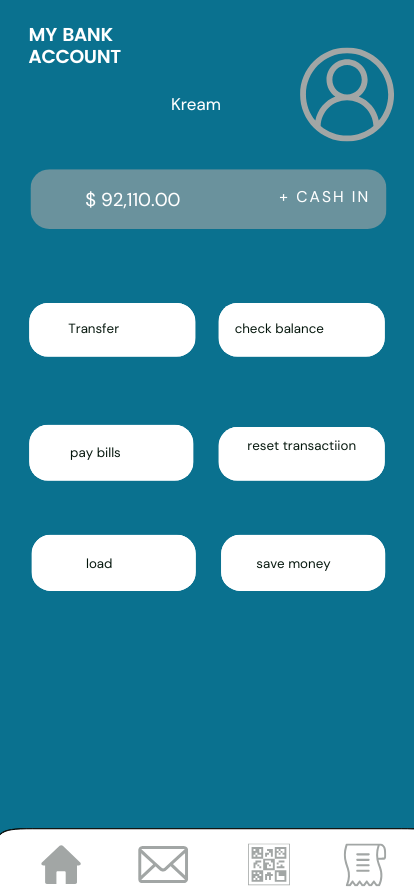 MY BANK
ACCOUNT
Kream
$ 92,110.00
+ CASH IN
Transfer
check balance
pay bills
reset transactiion
load
save money